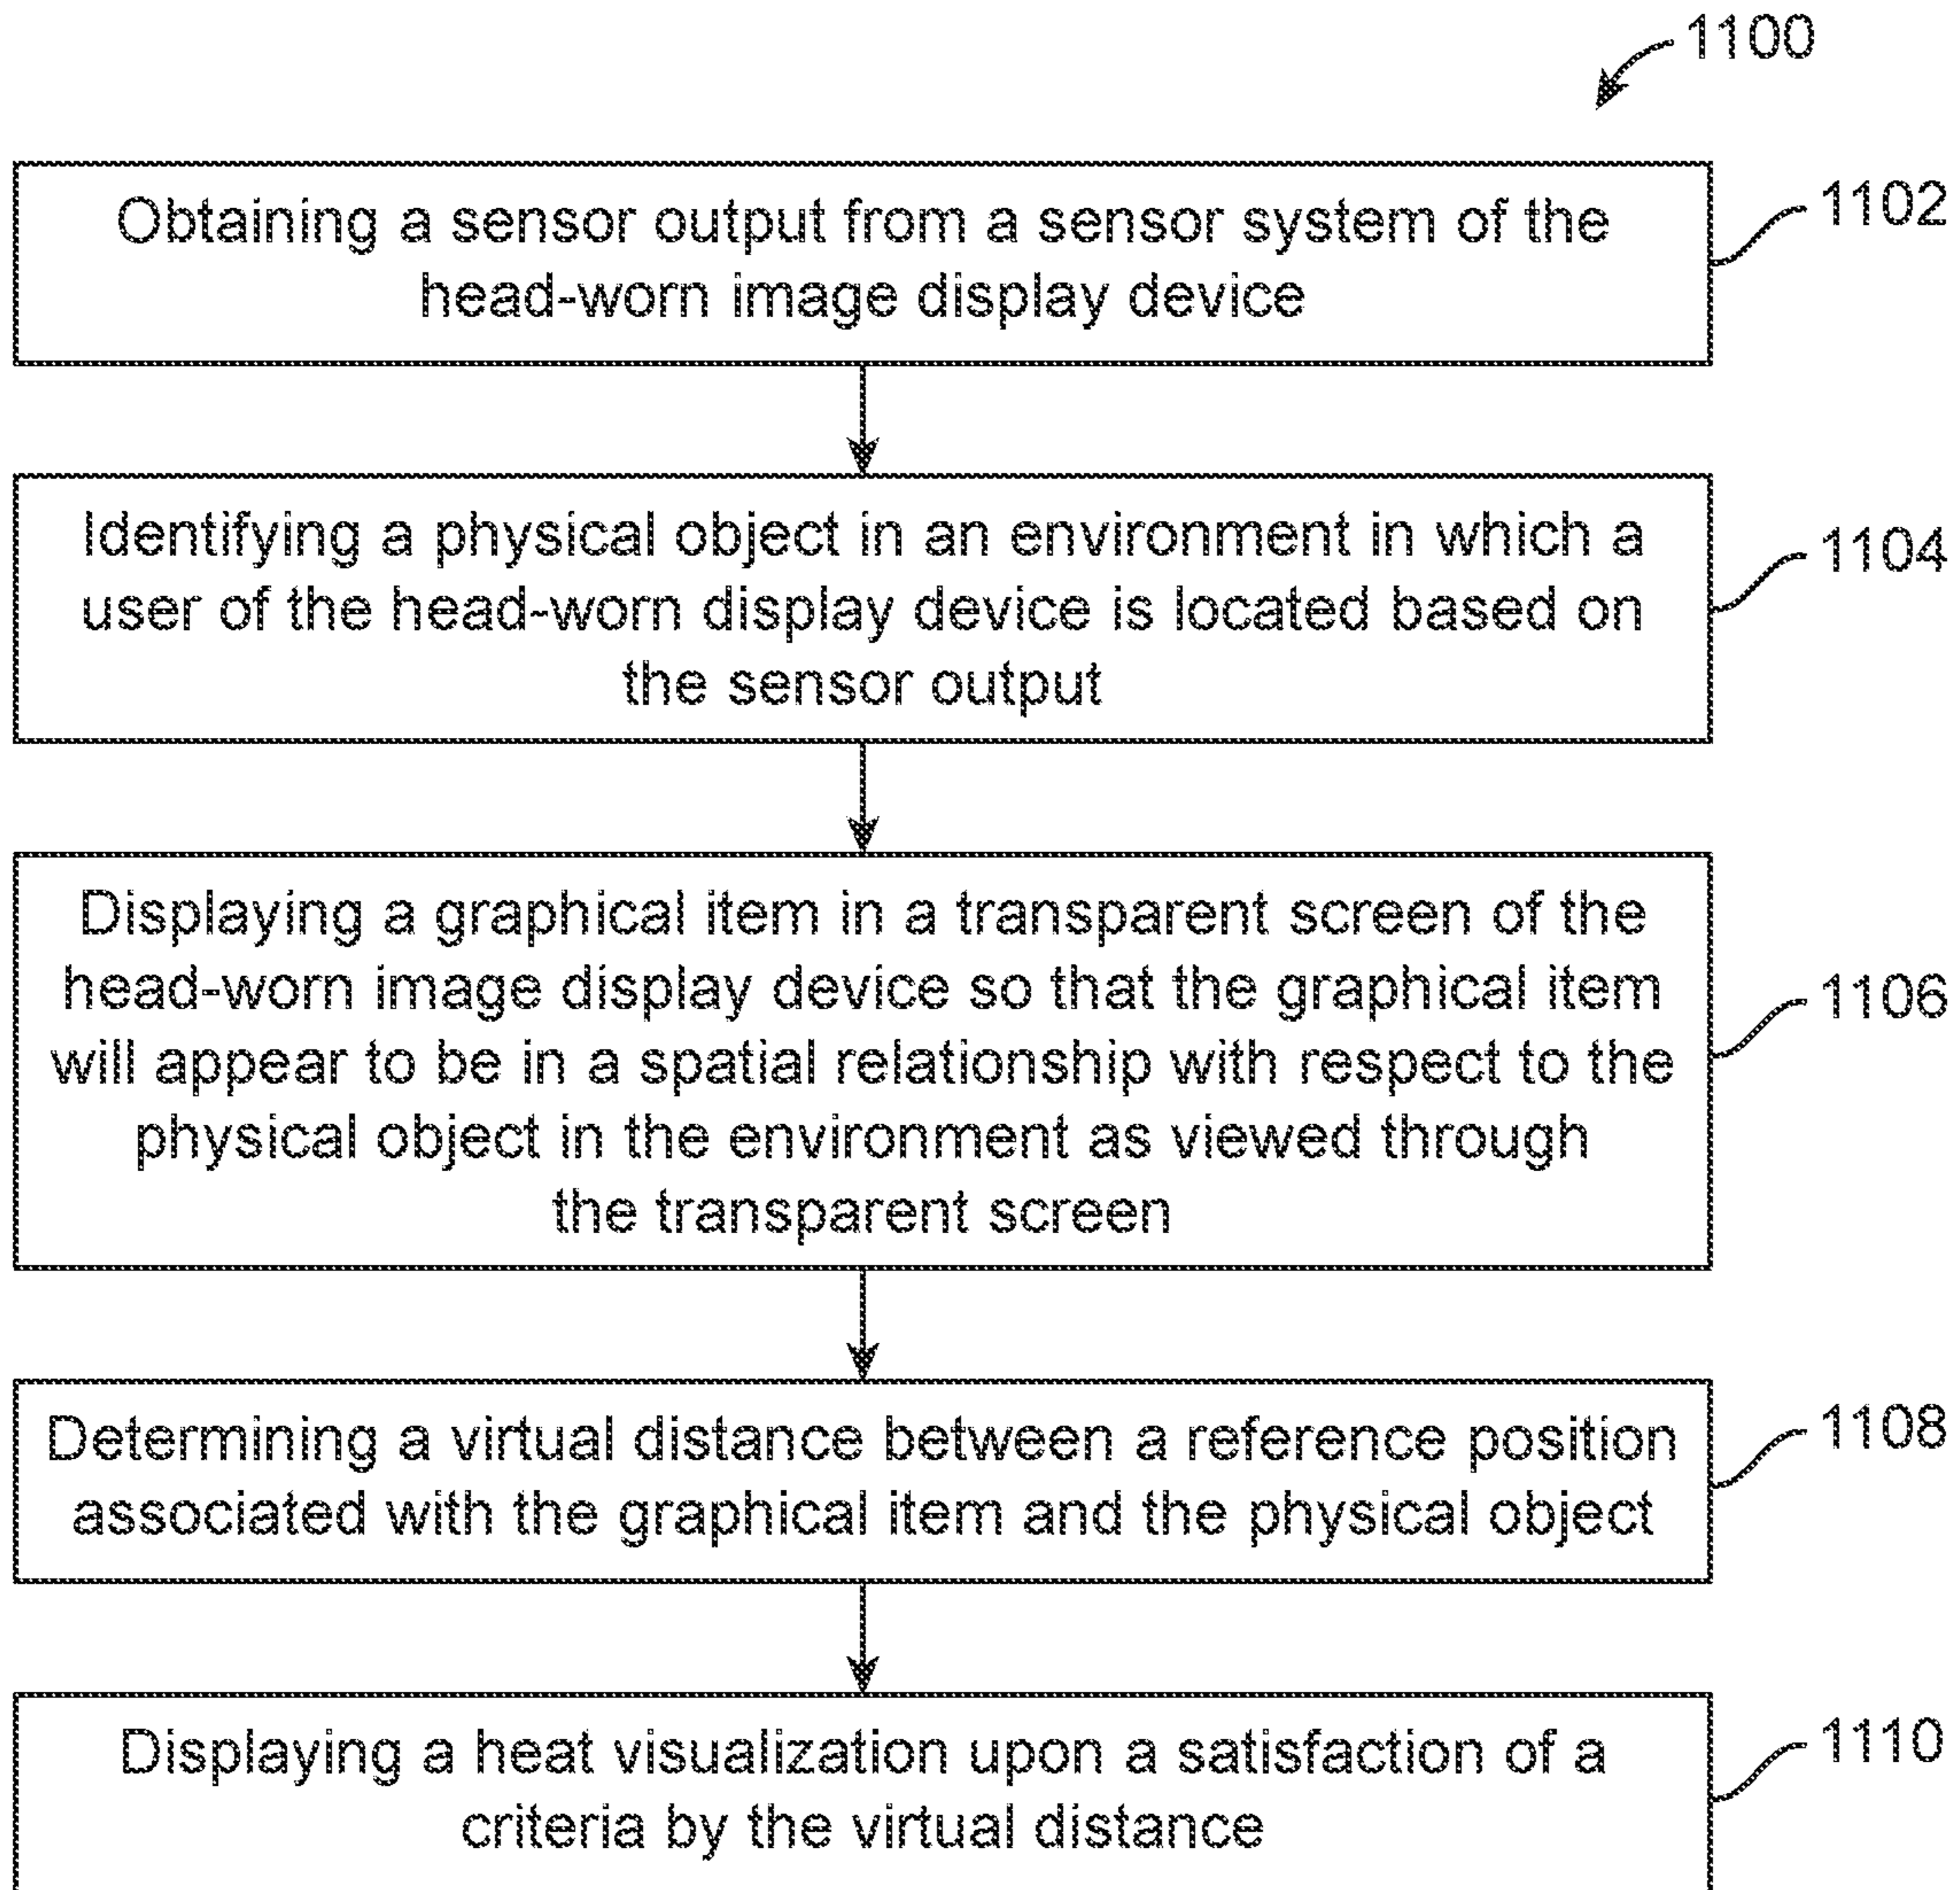 1100
Obtaining a sensor output from a sensor system of the
head-worn image display device
1102
Identifying a physical object in an environment in which a
user of the head-worn display device is located based on
the sensor output
1104
Displaying a graphical item in a transparent screen of the
head-worn image display device so that the graphical item
will appear to be in a spatial relationship with respect to the
physical object in the environment as viewed through
the transparent screen
1106
Determining a virtual distance between a reference position
associated with the graphical item and the physical object
1108
Displaying a heat visualization upon a satisfaction of a
criteria by the virtual distance
1110